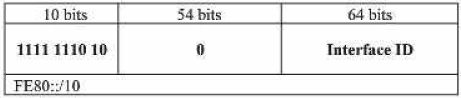 10 bits 54 bits 64 bits
1111 1110 10 0 Interface ID
FE80::/10